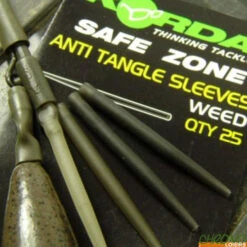 KORDA
THINKING TACKLE
SAFE ZONE
ANTI TANGLE SLEEVES
WEED
QTY 25